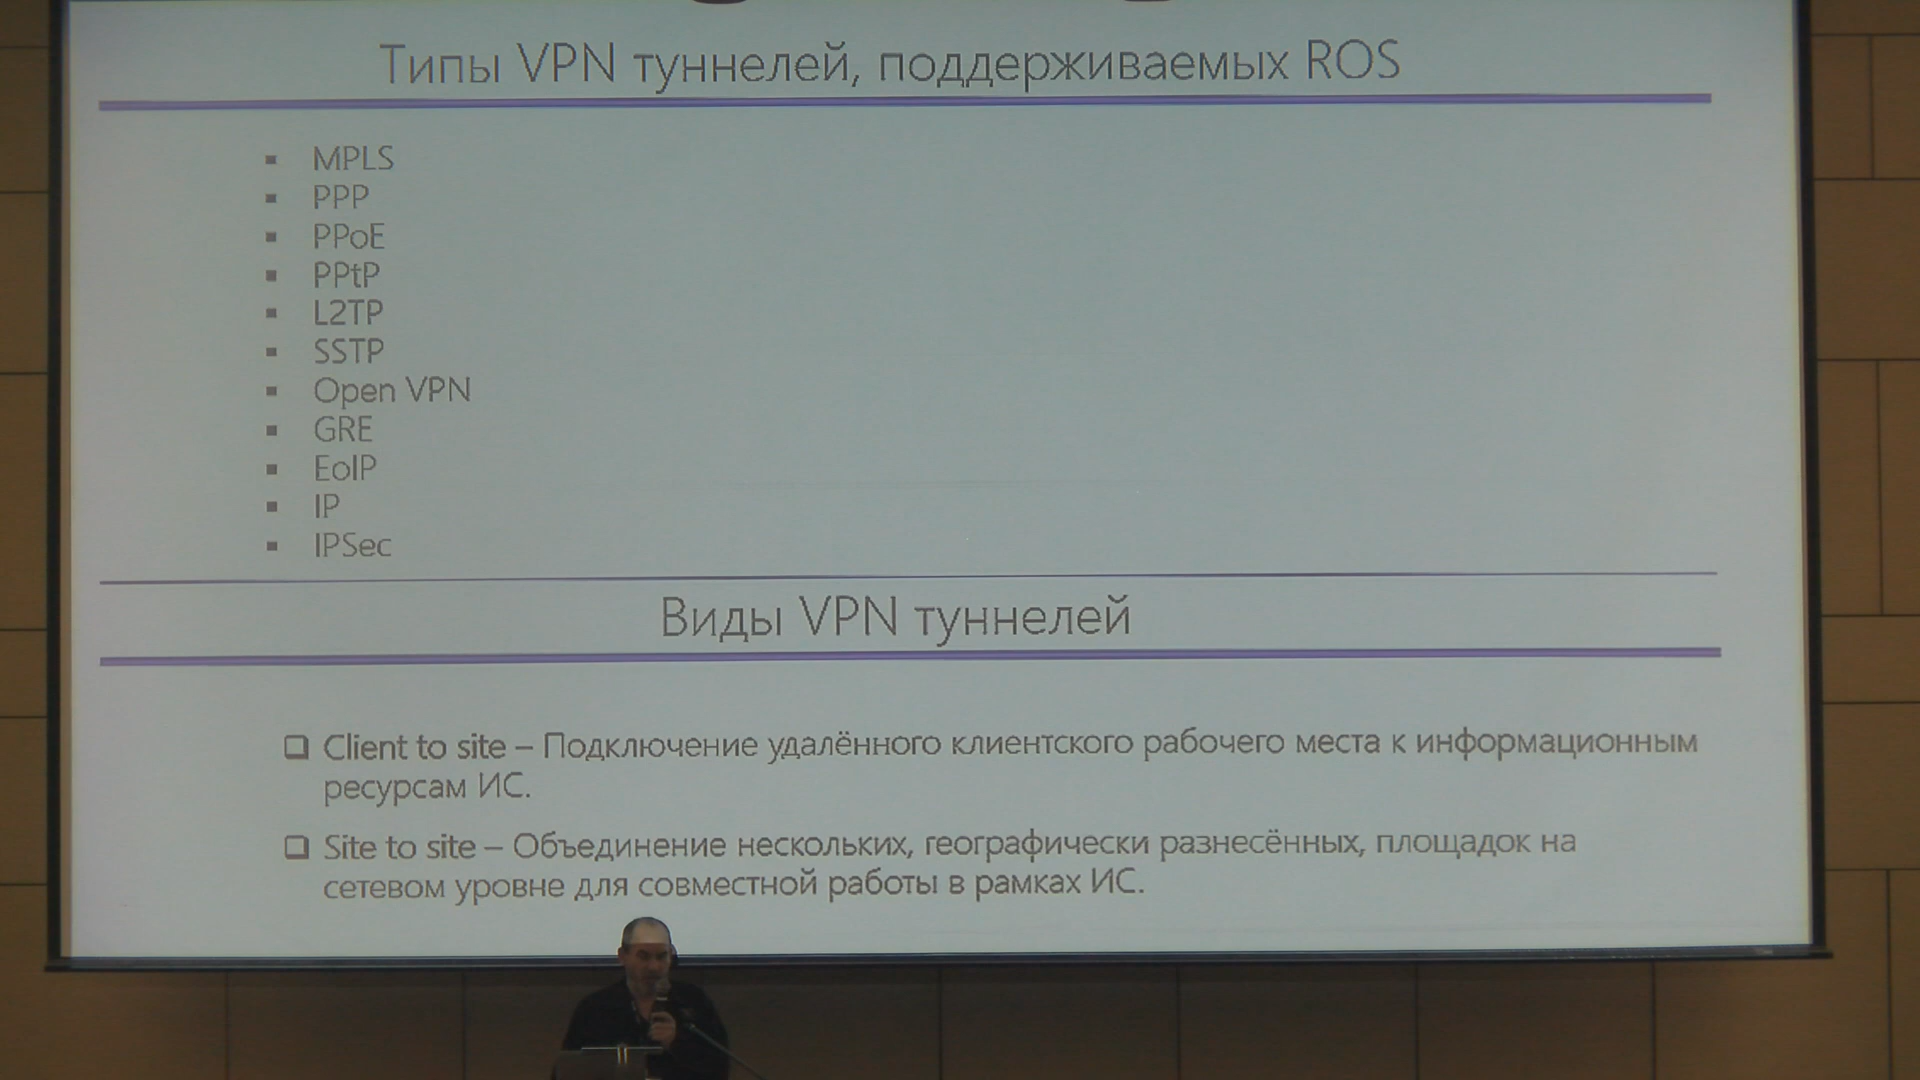 Типы VPN туннелей, поддерживаемых ROS
▪ MPLS
▪ PPP
▪ PPoE
▪ PPtP
▪ L2TP
▪ SSTP
▪ Open VPN
▪ GRE
▪ EoIP
▪ IP
▪ IPSec
Виды VPN туннелей
❑ Client to site – Подключение удалённого клиентского рабочего места к информационным
ресурсам ИС.
❑ Site to site – Объединение нескольких, географически разнесённых, площадок на
сетевом уровне для совместной работы в рамках ИС.